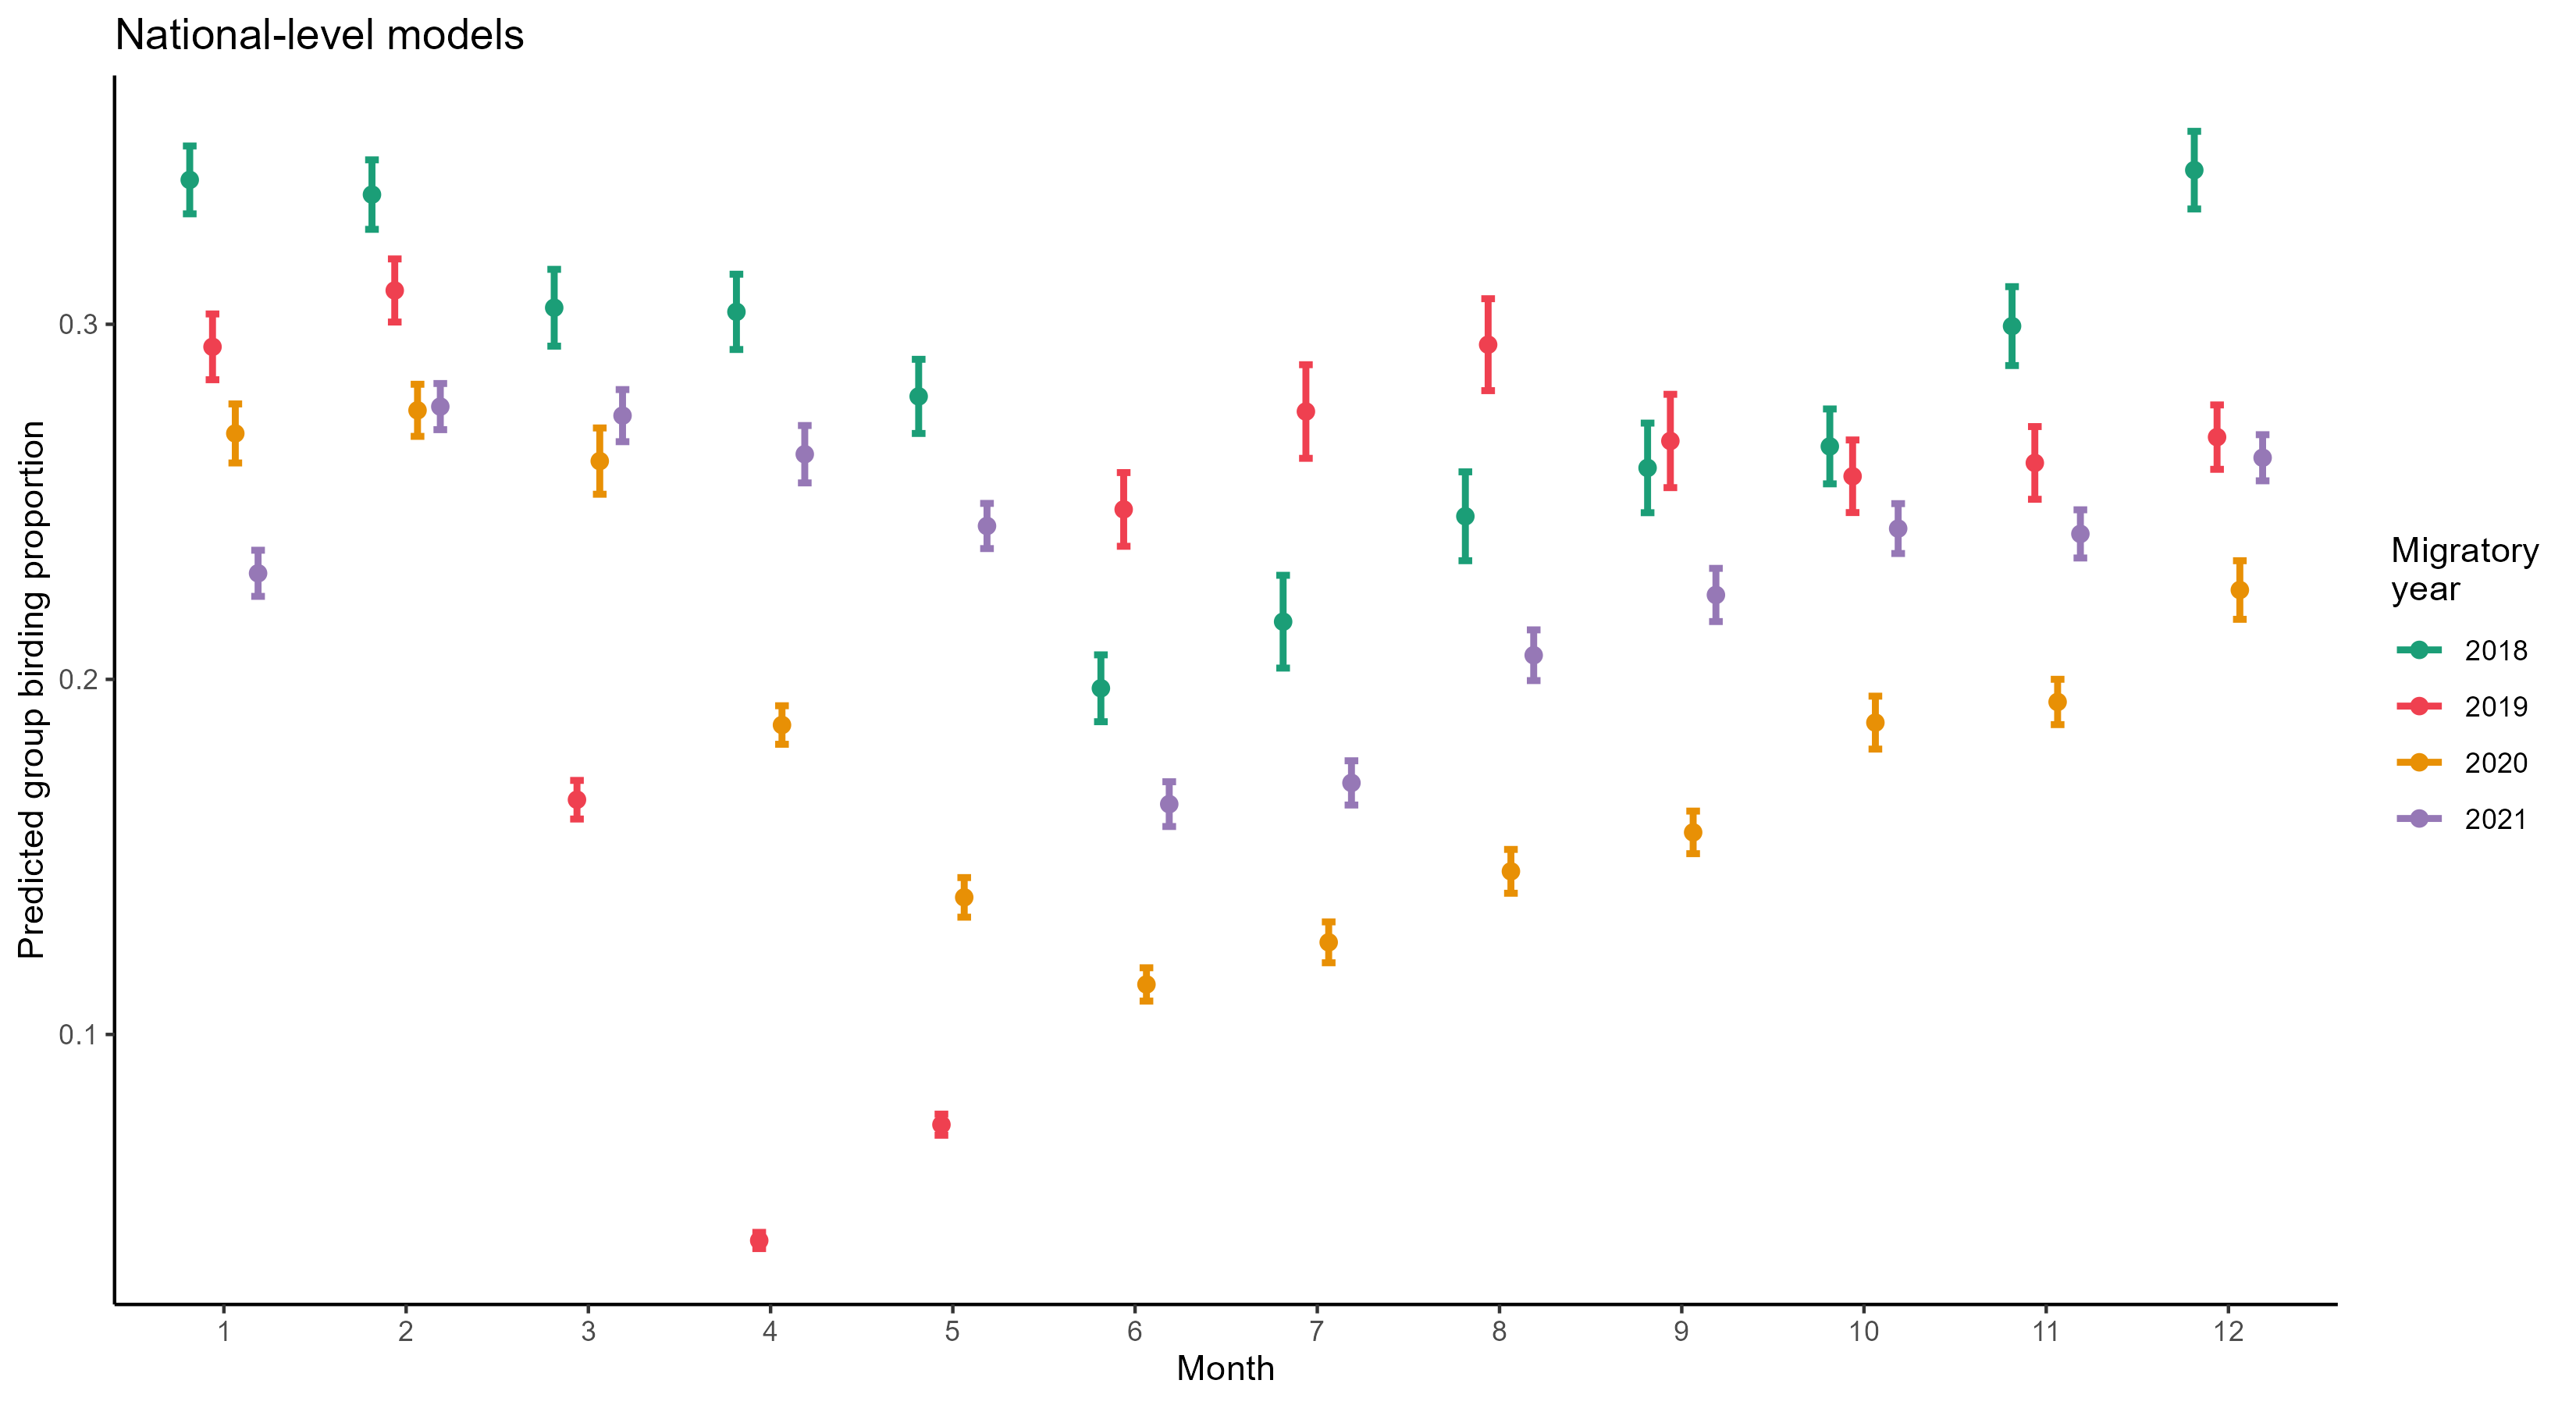 National-level models
Predicted group birding proportion
0.3
0.2
0.1
1 2 3 4 5 6 7 8 9 10 11 12
Month
Migratory
year
2018
2019
2020
2021